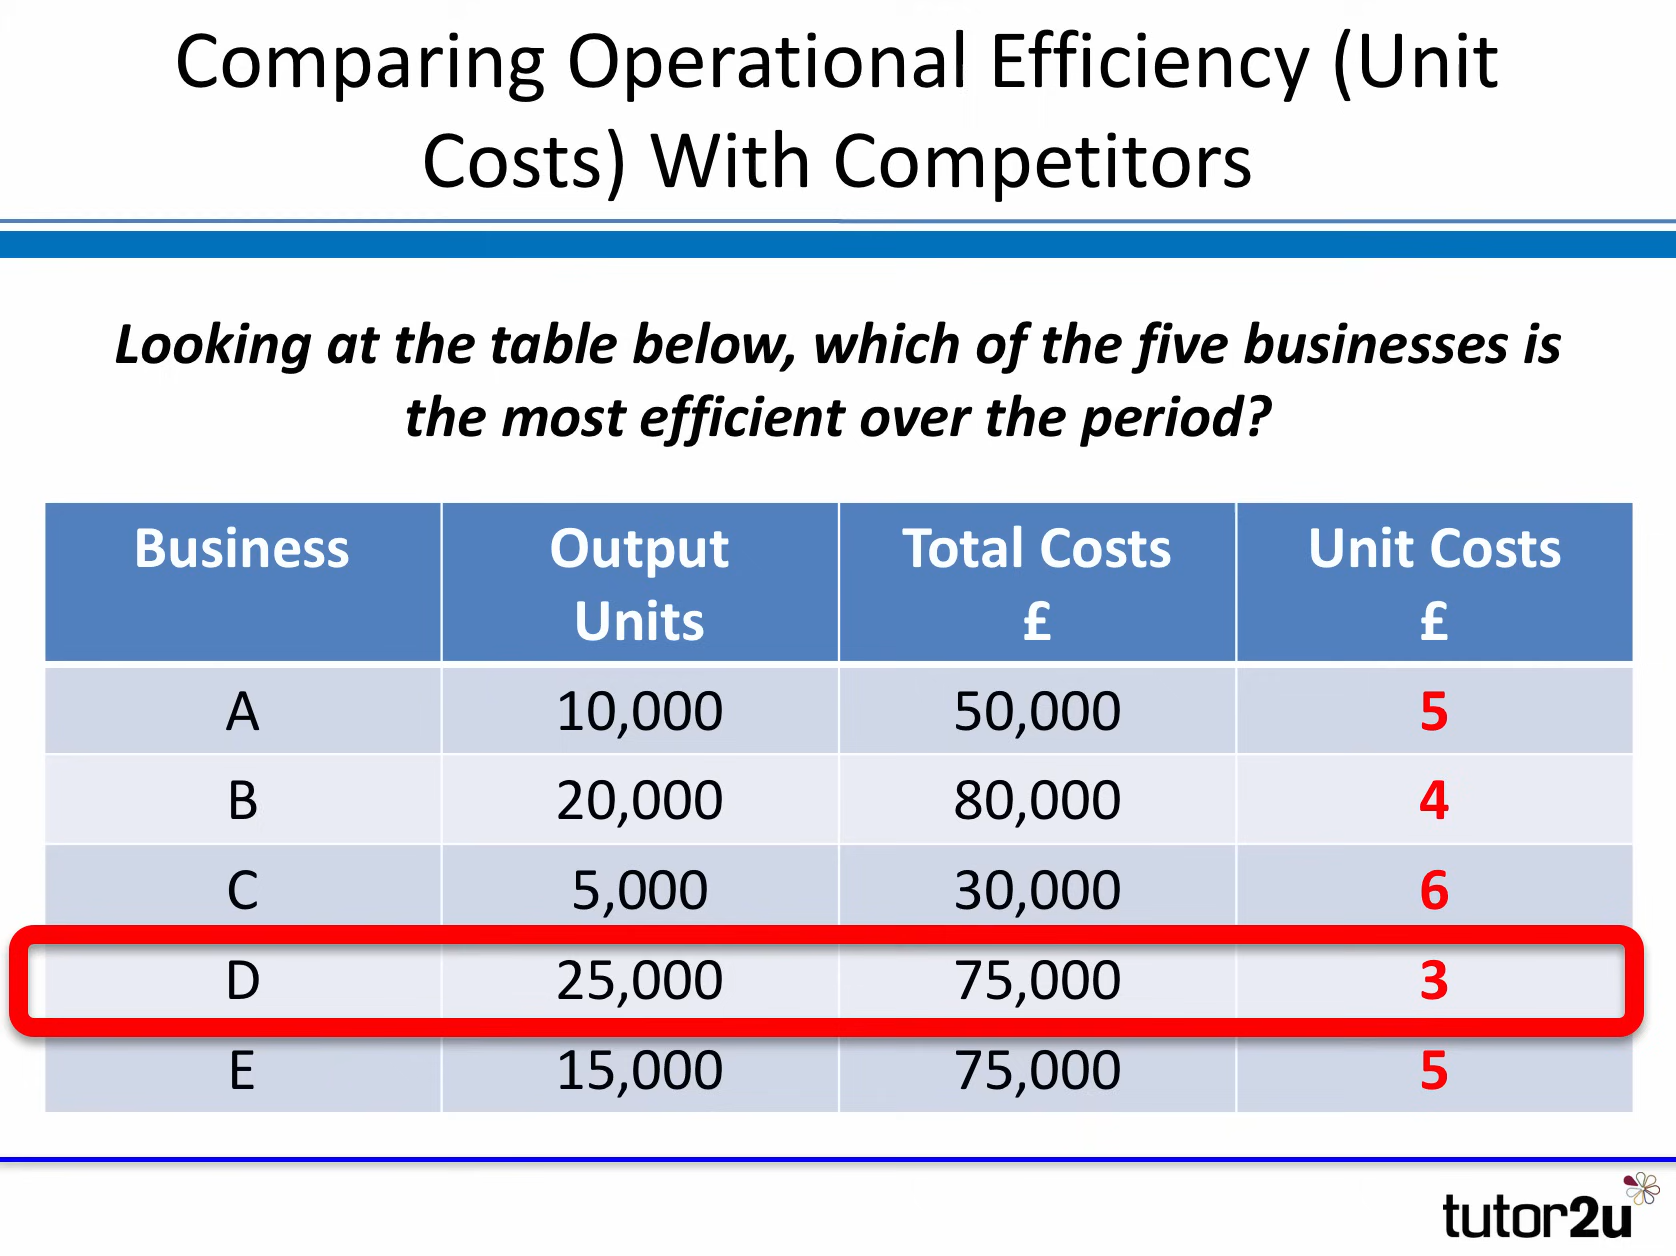 Comparing Operational Efficiency (Unit
Costs) With Competitors
Looking at the table below, which of the five businesses is
the most efficient over the period?
Business Output Units Total Costs £ Unit Costs £
A 10,000 50,000 5
B 20,000 80,000 4
C 5,000 30,000 6
D 25,000 75,000 3
E 15,000 75,000 5
tutor2u